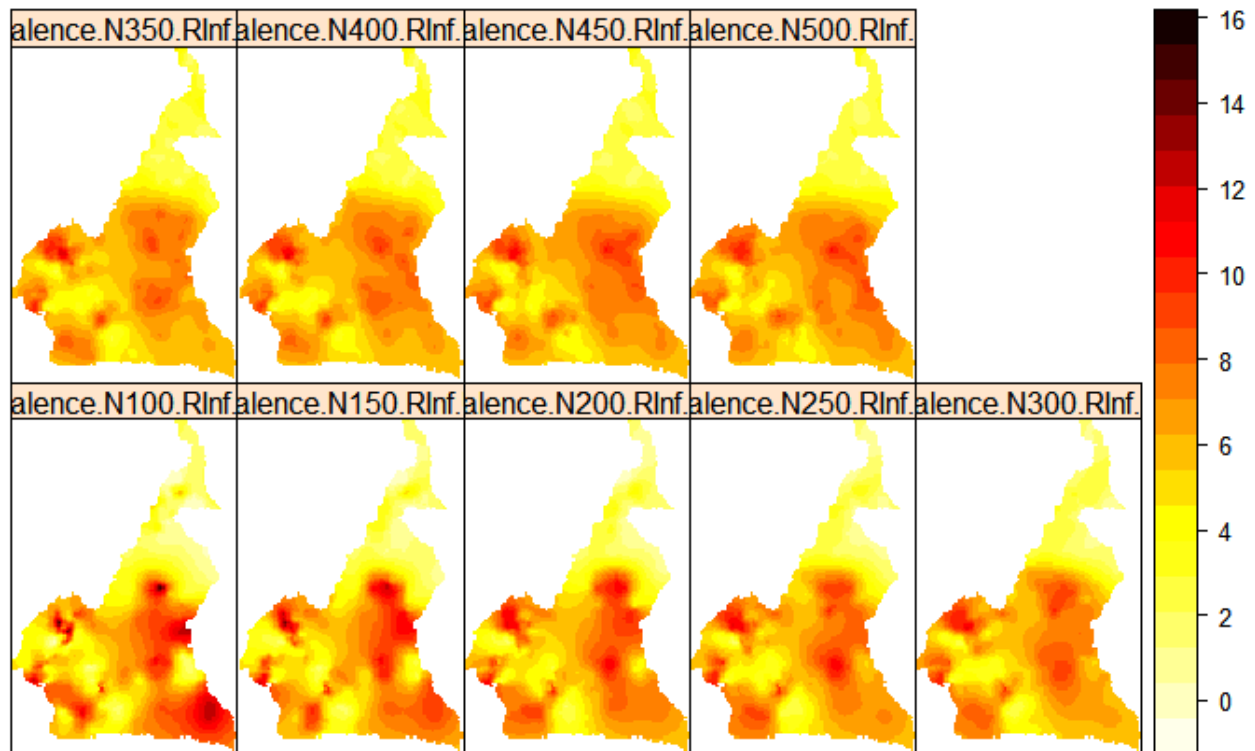 alence.N350.RInf.
alence.N400.RInf.
alence.N450.RInf.
alence.N500.RInf.
alence.N100.RInf.
alence.N150.RInf.
alence.N200.RInf.
alence.N250.RInf.
alence.N300.RInf.
16
14
12
10
8
6
4
2
0